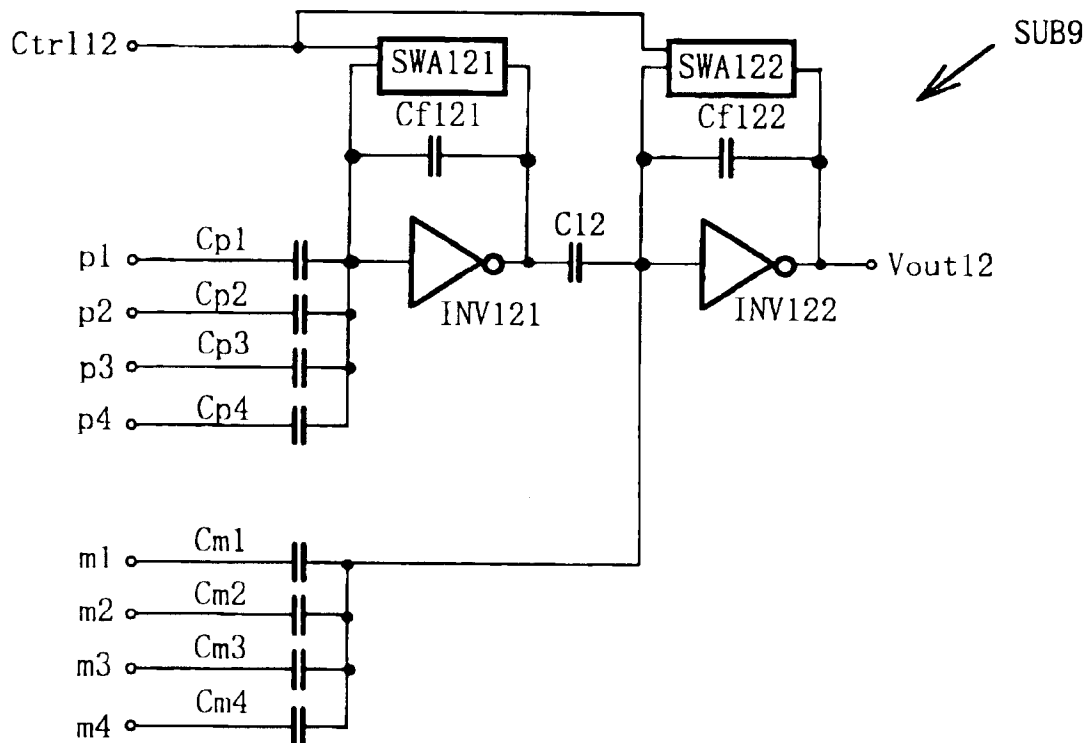 Ctrl12
SWA121
SWA122
SUB9
Cf121
Cf122
p1
Cp1
C12
Vout12
INV121
INV122
p2
Cp2
p3
Cp3
p4
Cp4
m1
Cm1
m2
Cm2
m3
Cm3
m4
Cm4